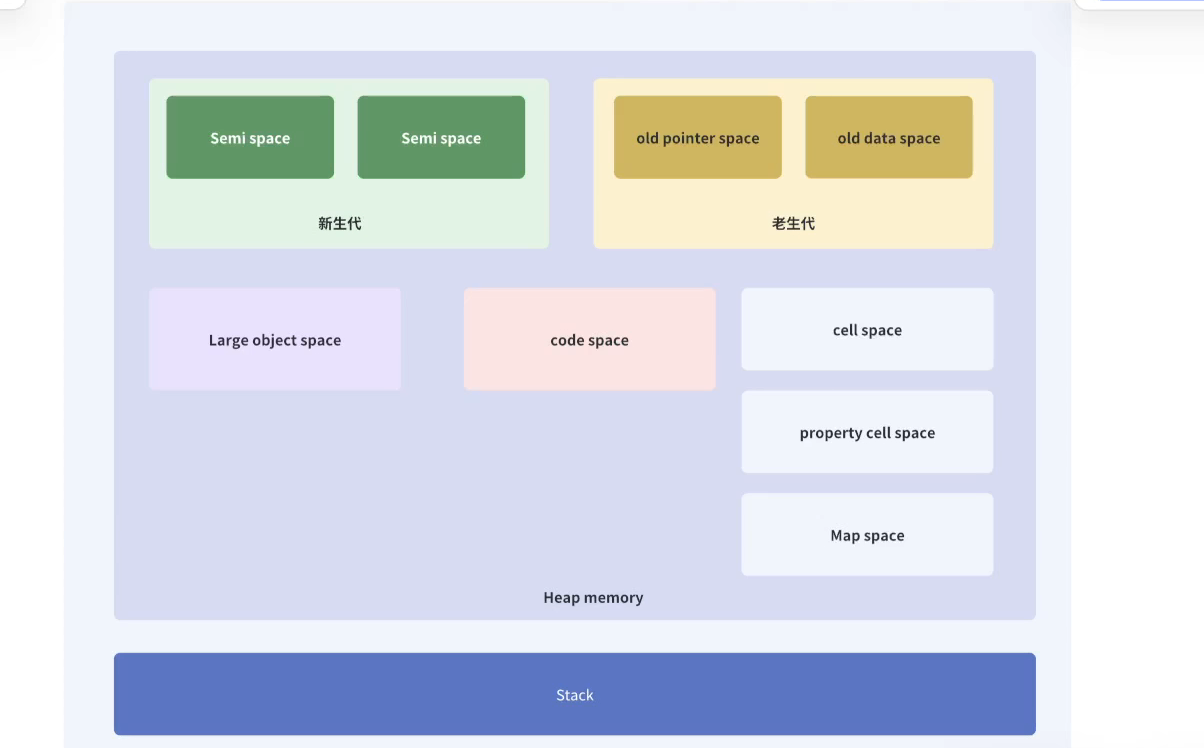 Semi space
Semi space
新生代
old pointer space
old data space
老生代
Large object space
code space
cell space
property cell space
Map space
Heap memory
Stack